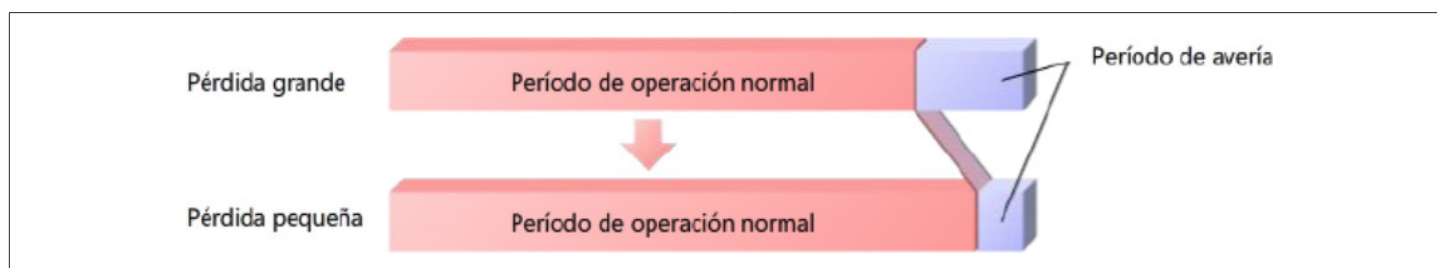 Pérdida grande
Período de operación normal
Período de avería
Pérdida pequeña
Período de operación normal